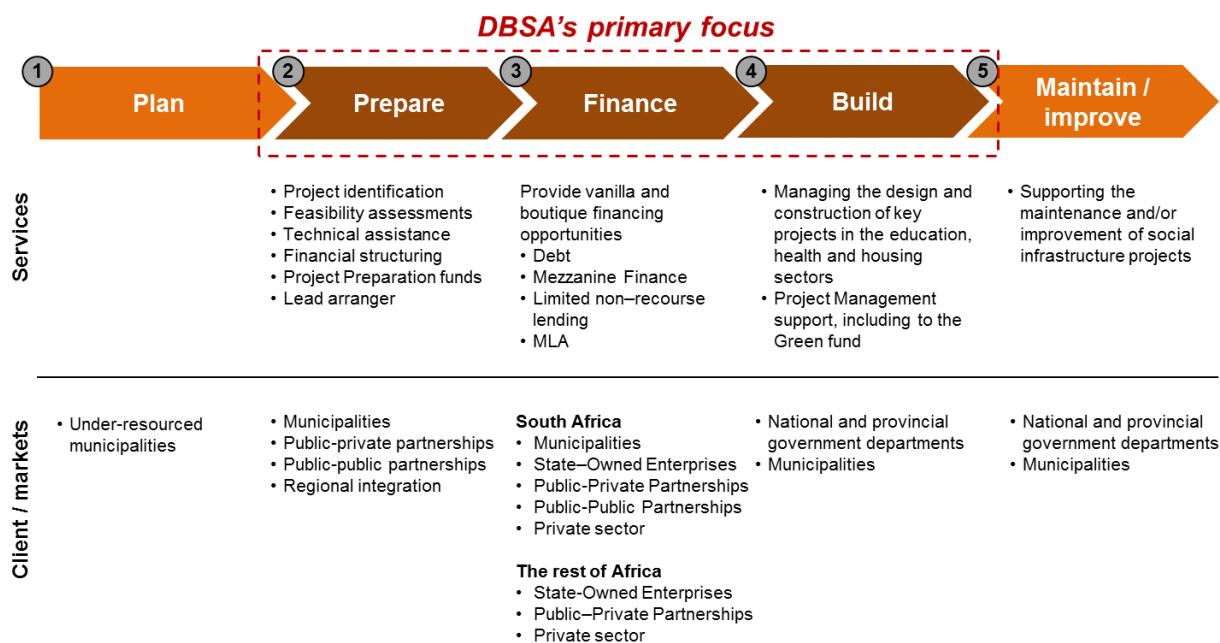 DBSA's primary focus
1
Plan
2
Prepare
3
Finance
4
Build
5
Maintain /
improve
Services
• Project identification
• Feasibility assessments
• Technical assistance
• Financial structuring
• Project Preparation funds
• Lead arranger
Provide vanilla and
boutique financing
opportunities
• Debt
• Mezzanine Finance
• Limited non–recourse
lending
• MLA
• Managing the design and
construction of key
projects in the education,
health and housing
sectors
• Project Management
support, including to the
Green fund
• Supporting the
maintenance and/or
improvement of social
infrastructure projects
Client / markets
• Under-resourced
municipalities
• Municipalities
• Public-private partnerships
• Public-public partnerships
• Regional integration
South Africa
• Municipalities
• State–Owned Enterprises
• Public-Private Partnerships
• Public-Public Partnerships
• Private sector
The rest of Africa
• State-Owned Enterprises
• Public–Private Partnerships
• Private sector
• National and provincial
government departments
• Municipalities
• National and provincial
government departments
• Municipalities